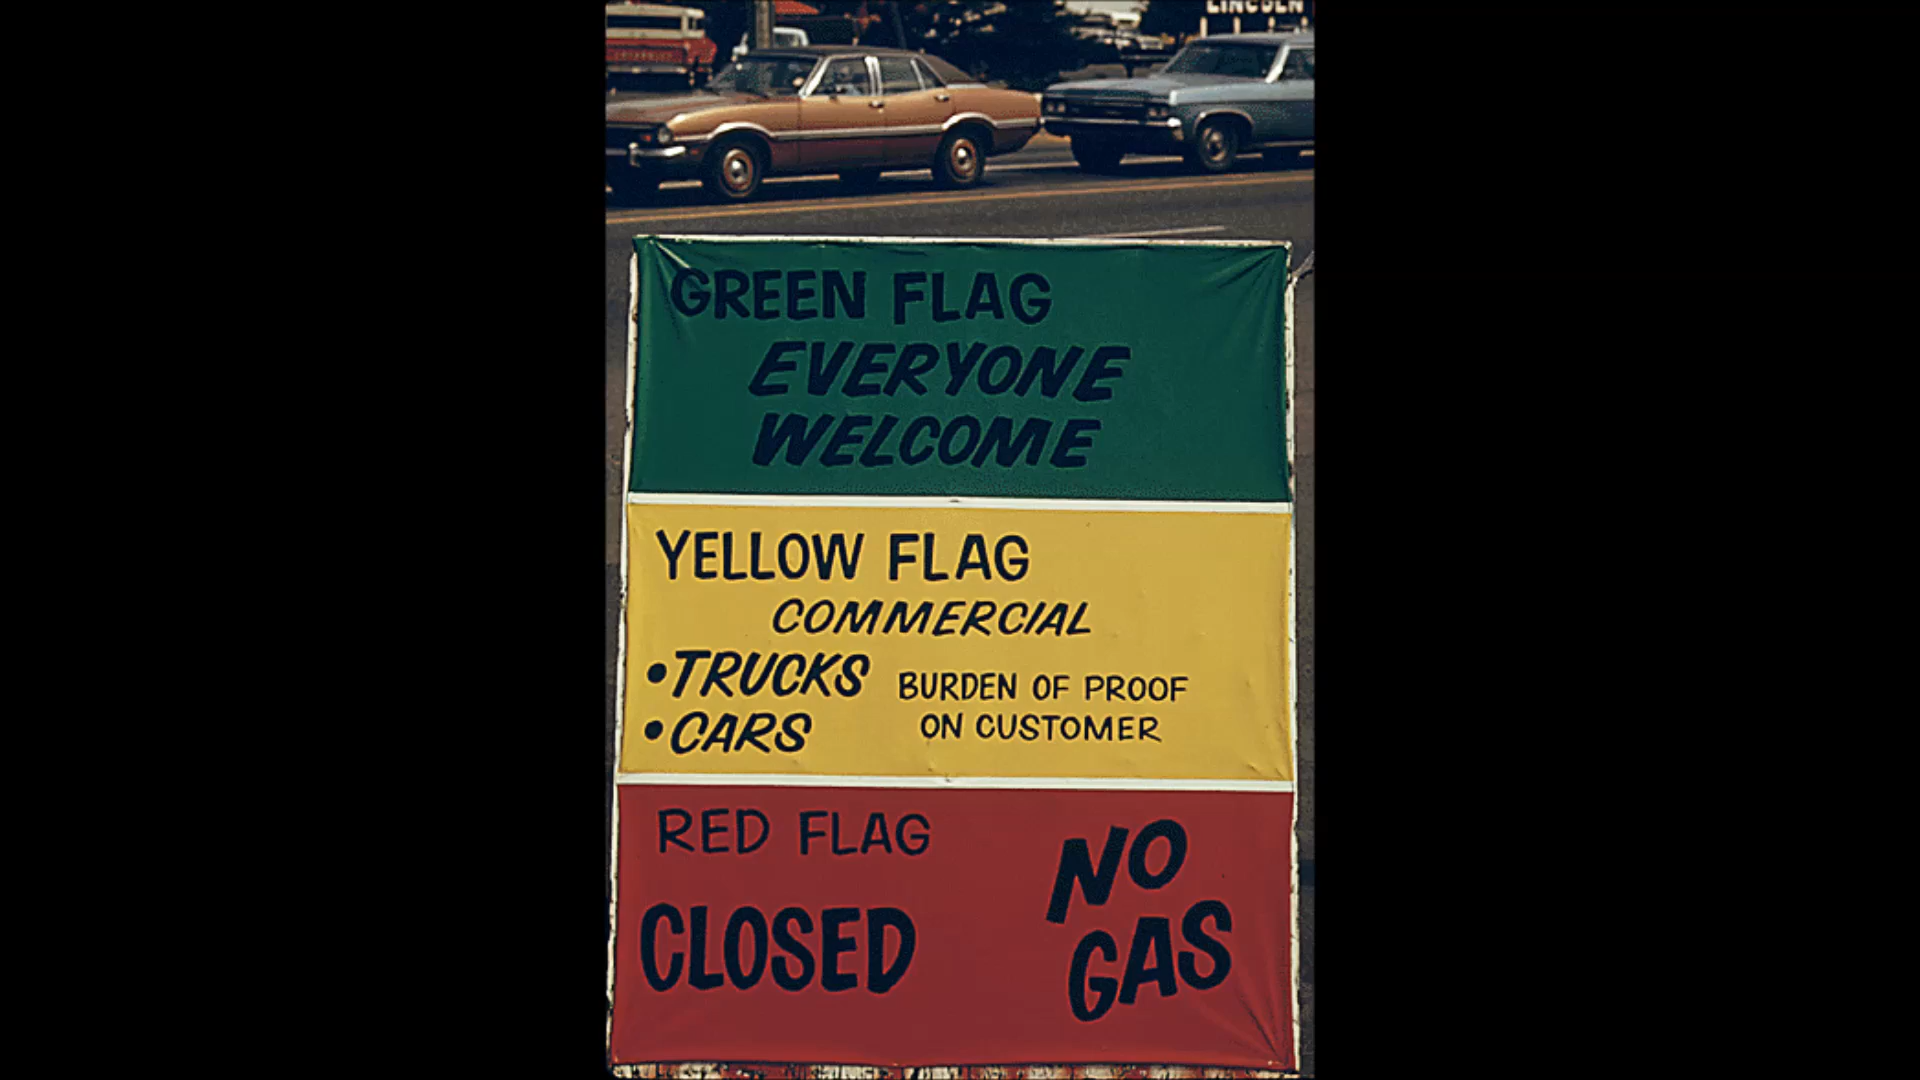 LINCOLN
GREEN FLAG
EVERYONE
WELCOME
YELLOW FLAG
COMMERCIAL
•TRUCKS
•CARS
BURDEN OF PROOF
ON CUSTOMER
RED FLAG
CLOSED
NO
GAS